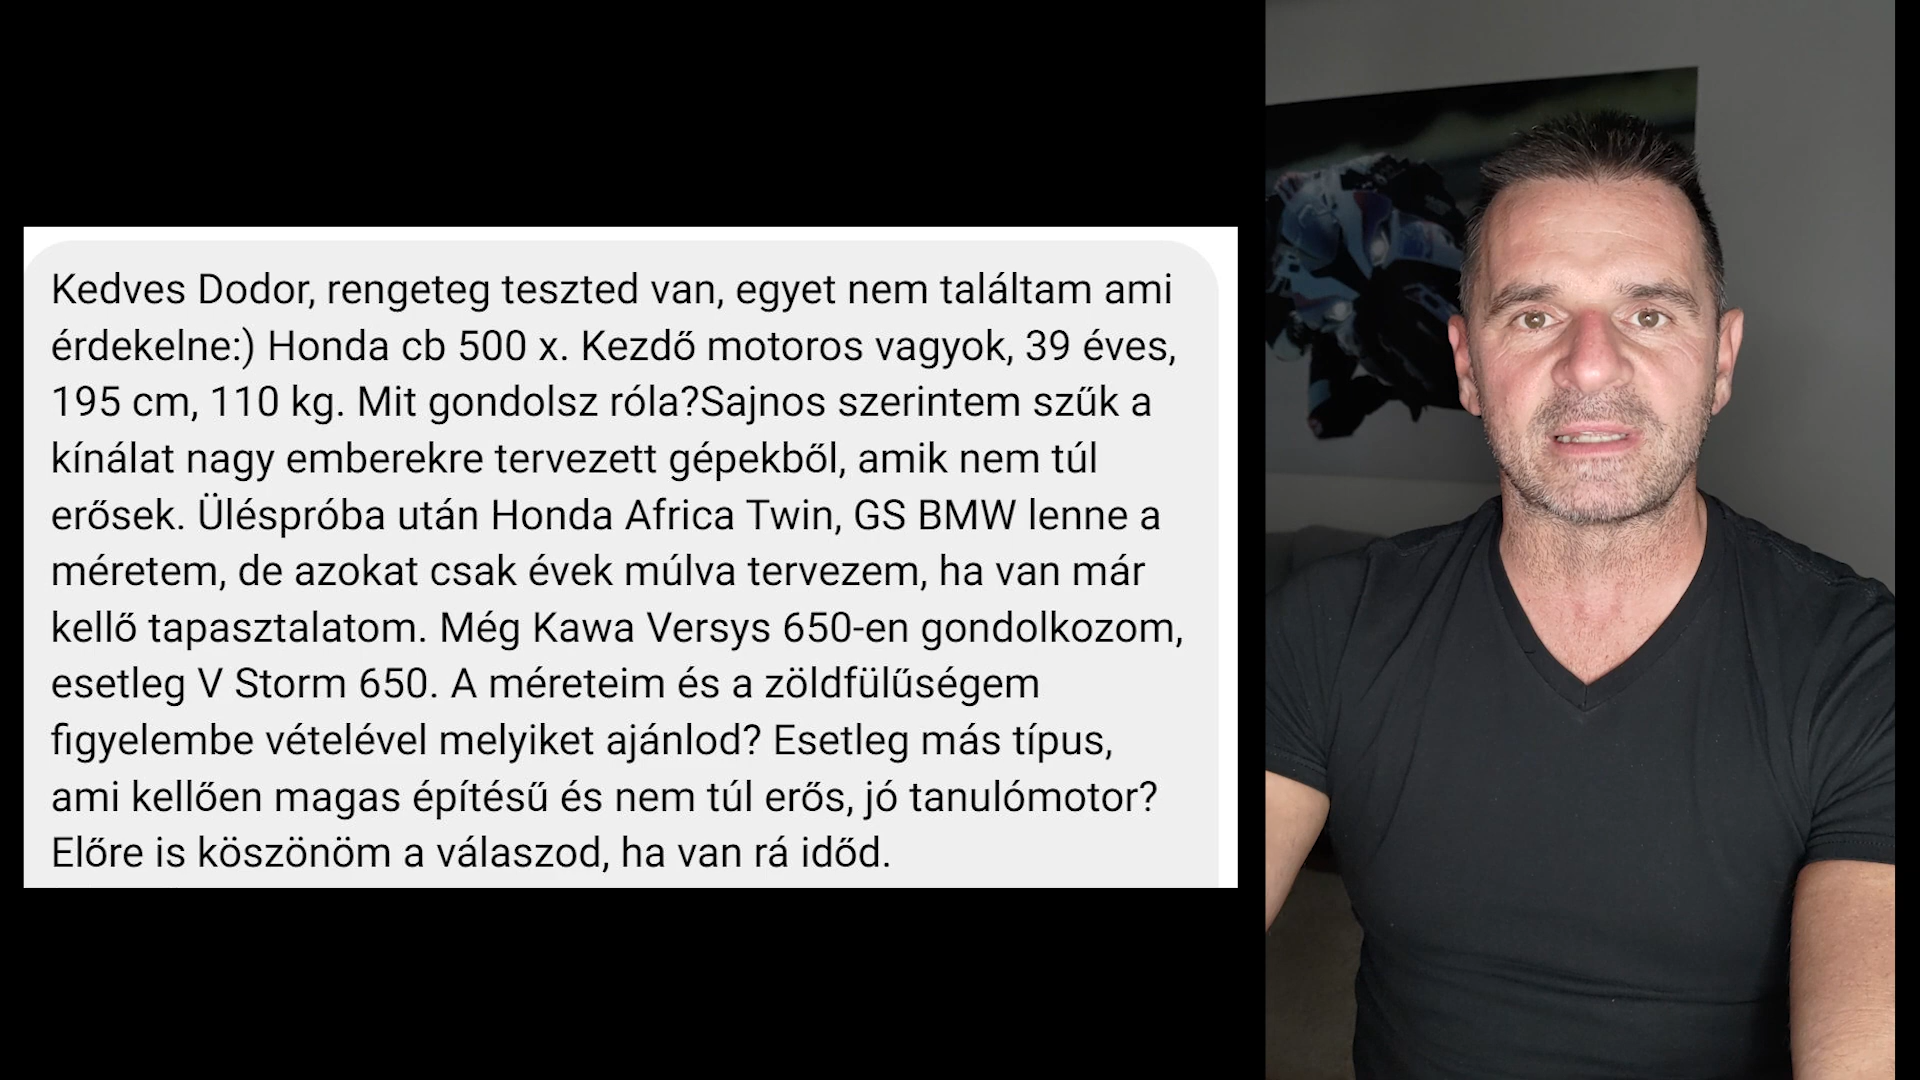 Kedves Dodor, rengeteg teszted van, egyet nem találtam ami
érdekelne:) Honda cb 500 x. Kezdő motoros vagyok, 39 éves,
195 cm, 110 kg. Mit gondolsz róla?Sajnos szerintem szűk a
kínálat nagy emberekre tervezett gépekből, amik nem túl
erősek. Üléspróba után Honda Africa Twin, GS BMW lenne a
méretem, de azokat csak évek múlva tervezem, ha van már
kellő tapasztalatom. Még Kawa Versys 650-en gondolkozom,
esetleg V Storm 650. A méreteim és a zöldfülűségem
figyelembe vételével melyiket ajánlod? Esetleg más típus,
ami kellően magas építésű és nem túl erős, jó tanulómotor?
Előre is köszönöm a válaszod, ha van rá időd.